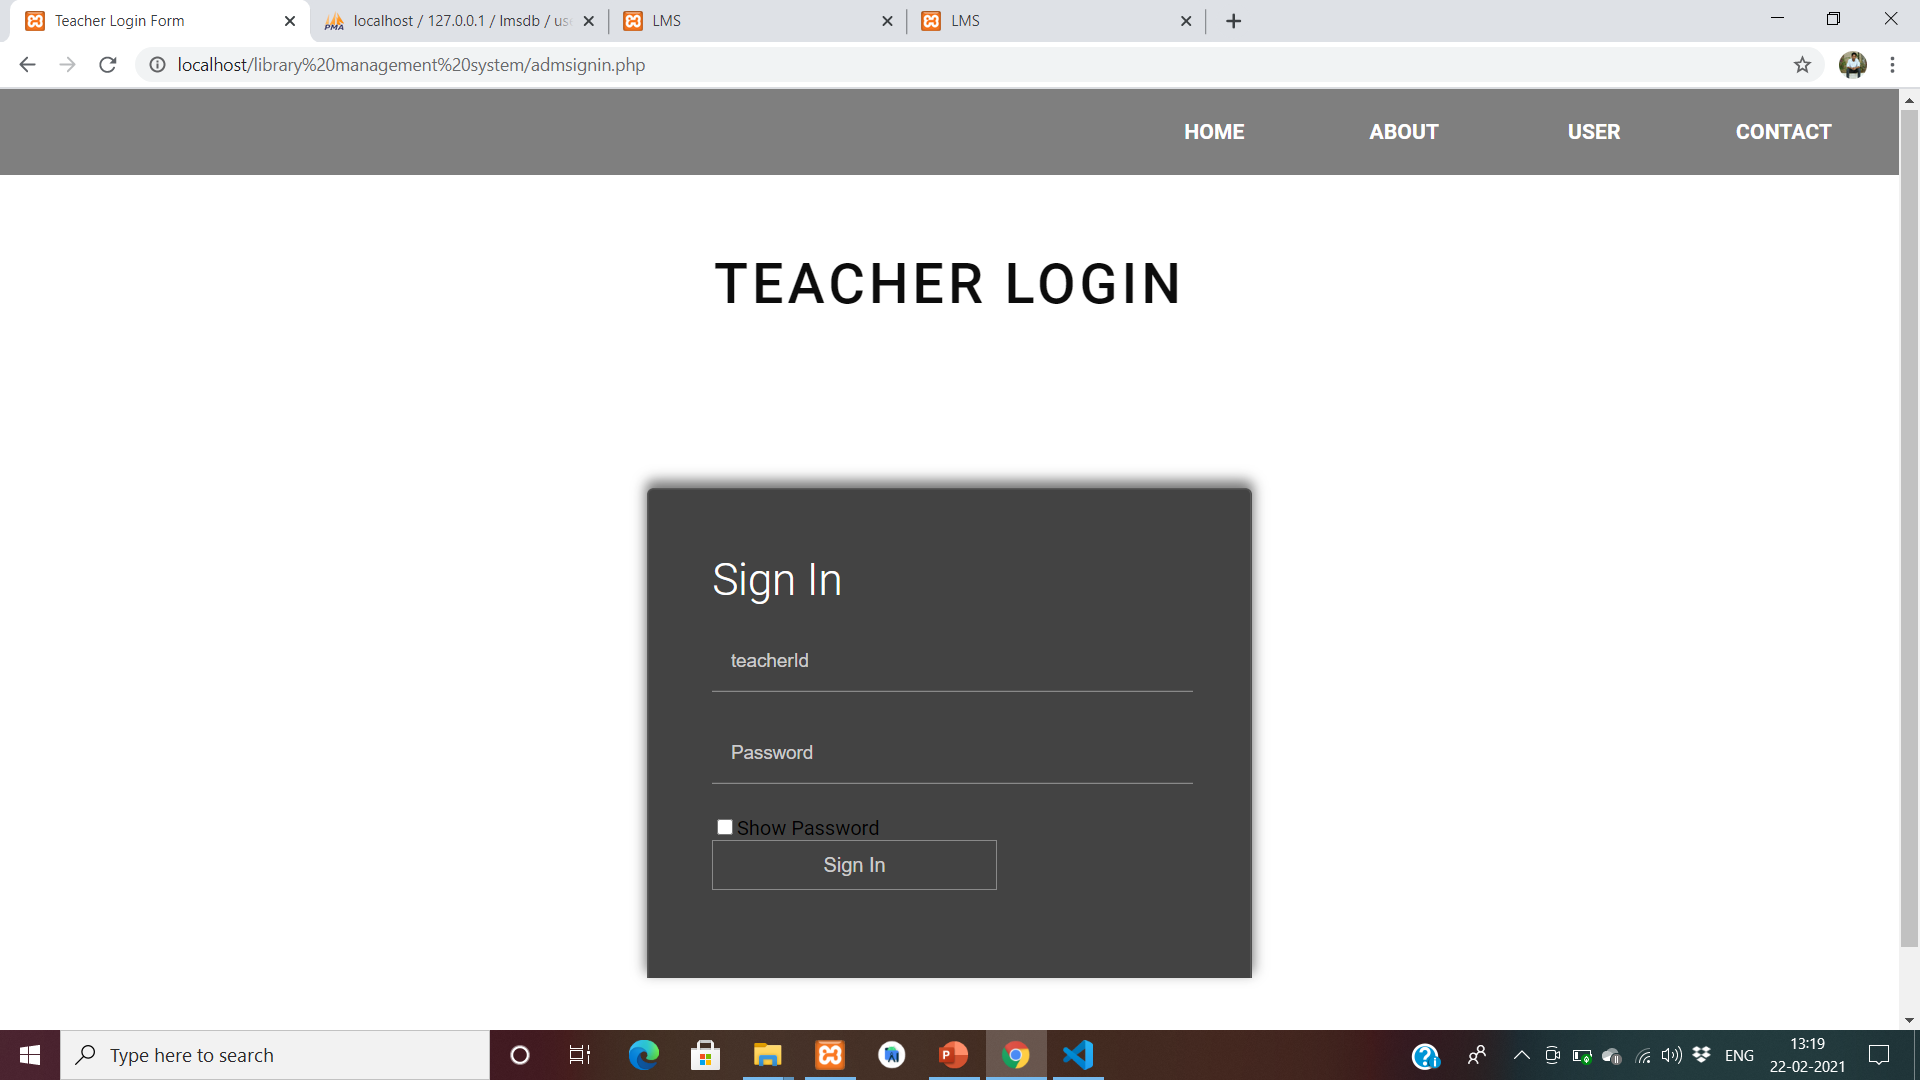 Teacher Login Form
localhost / 127.0.0.1 / lmsdb / us
LMS
LMS
localhost/library%20management%20system/admsignin.php
HOME ABOUT USER CONTACT
TEACHER LOGIN
Sign In
teacherId
Password
Show Password
Sign In
Type here to search
ENG
13:19
22-02-2021